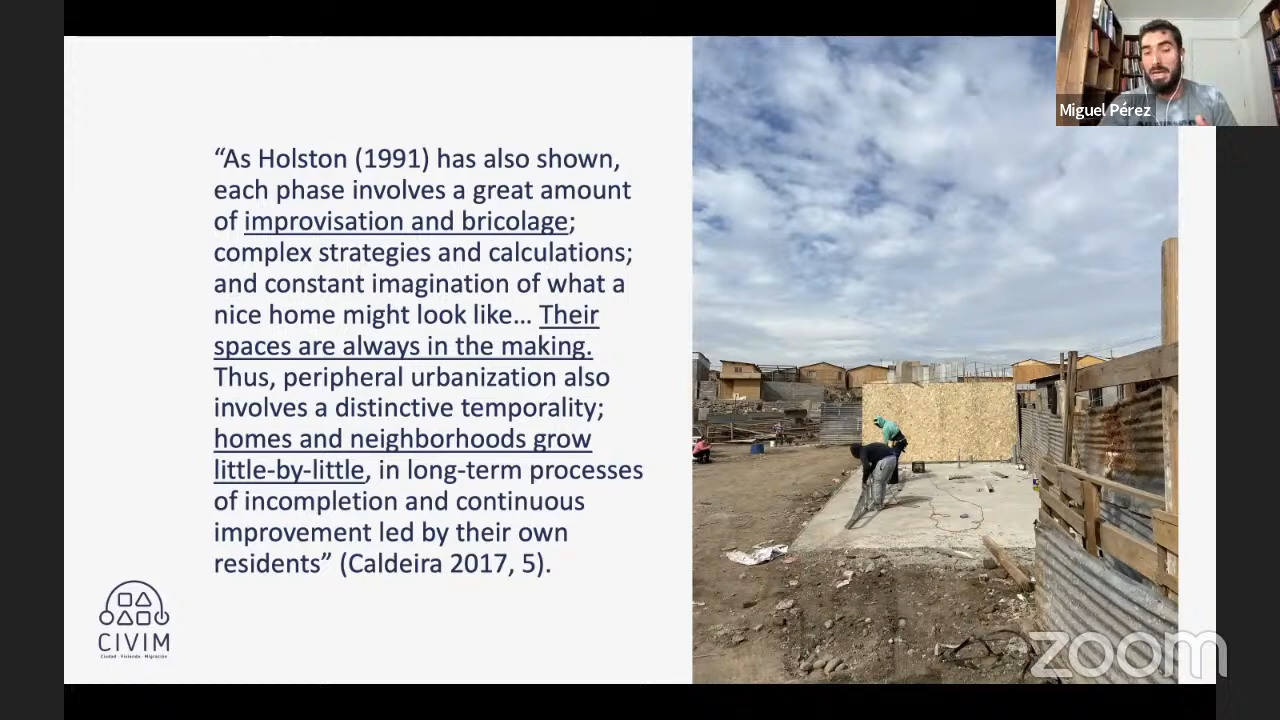 Miguel Pérez
“As Holston (1991) has also shown,
each phase involves a great amount
of improvisation and bricolage;
complex strategies and calculations;
and constant imagination of what a
nice home might look like… Their
spaces are always in the making.
Thus, peripheral urbanization also
involves a distinctive temporality;
homes and neighborhoods grow
little-by-little, in long-term processes
of incompletion and continuous
improvement led by their own
residents” (Caldeira 2017, 5).
CIVIM
Ciudad · Vivienda · Migración
zoom